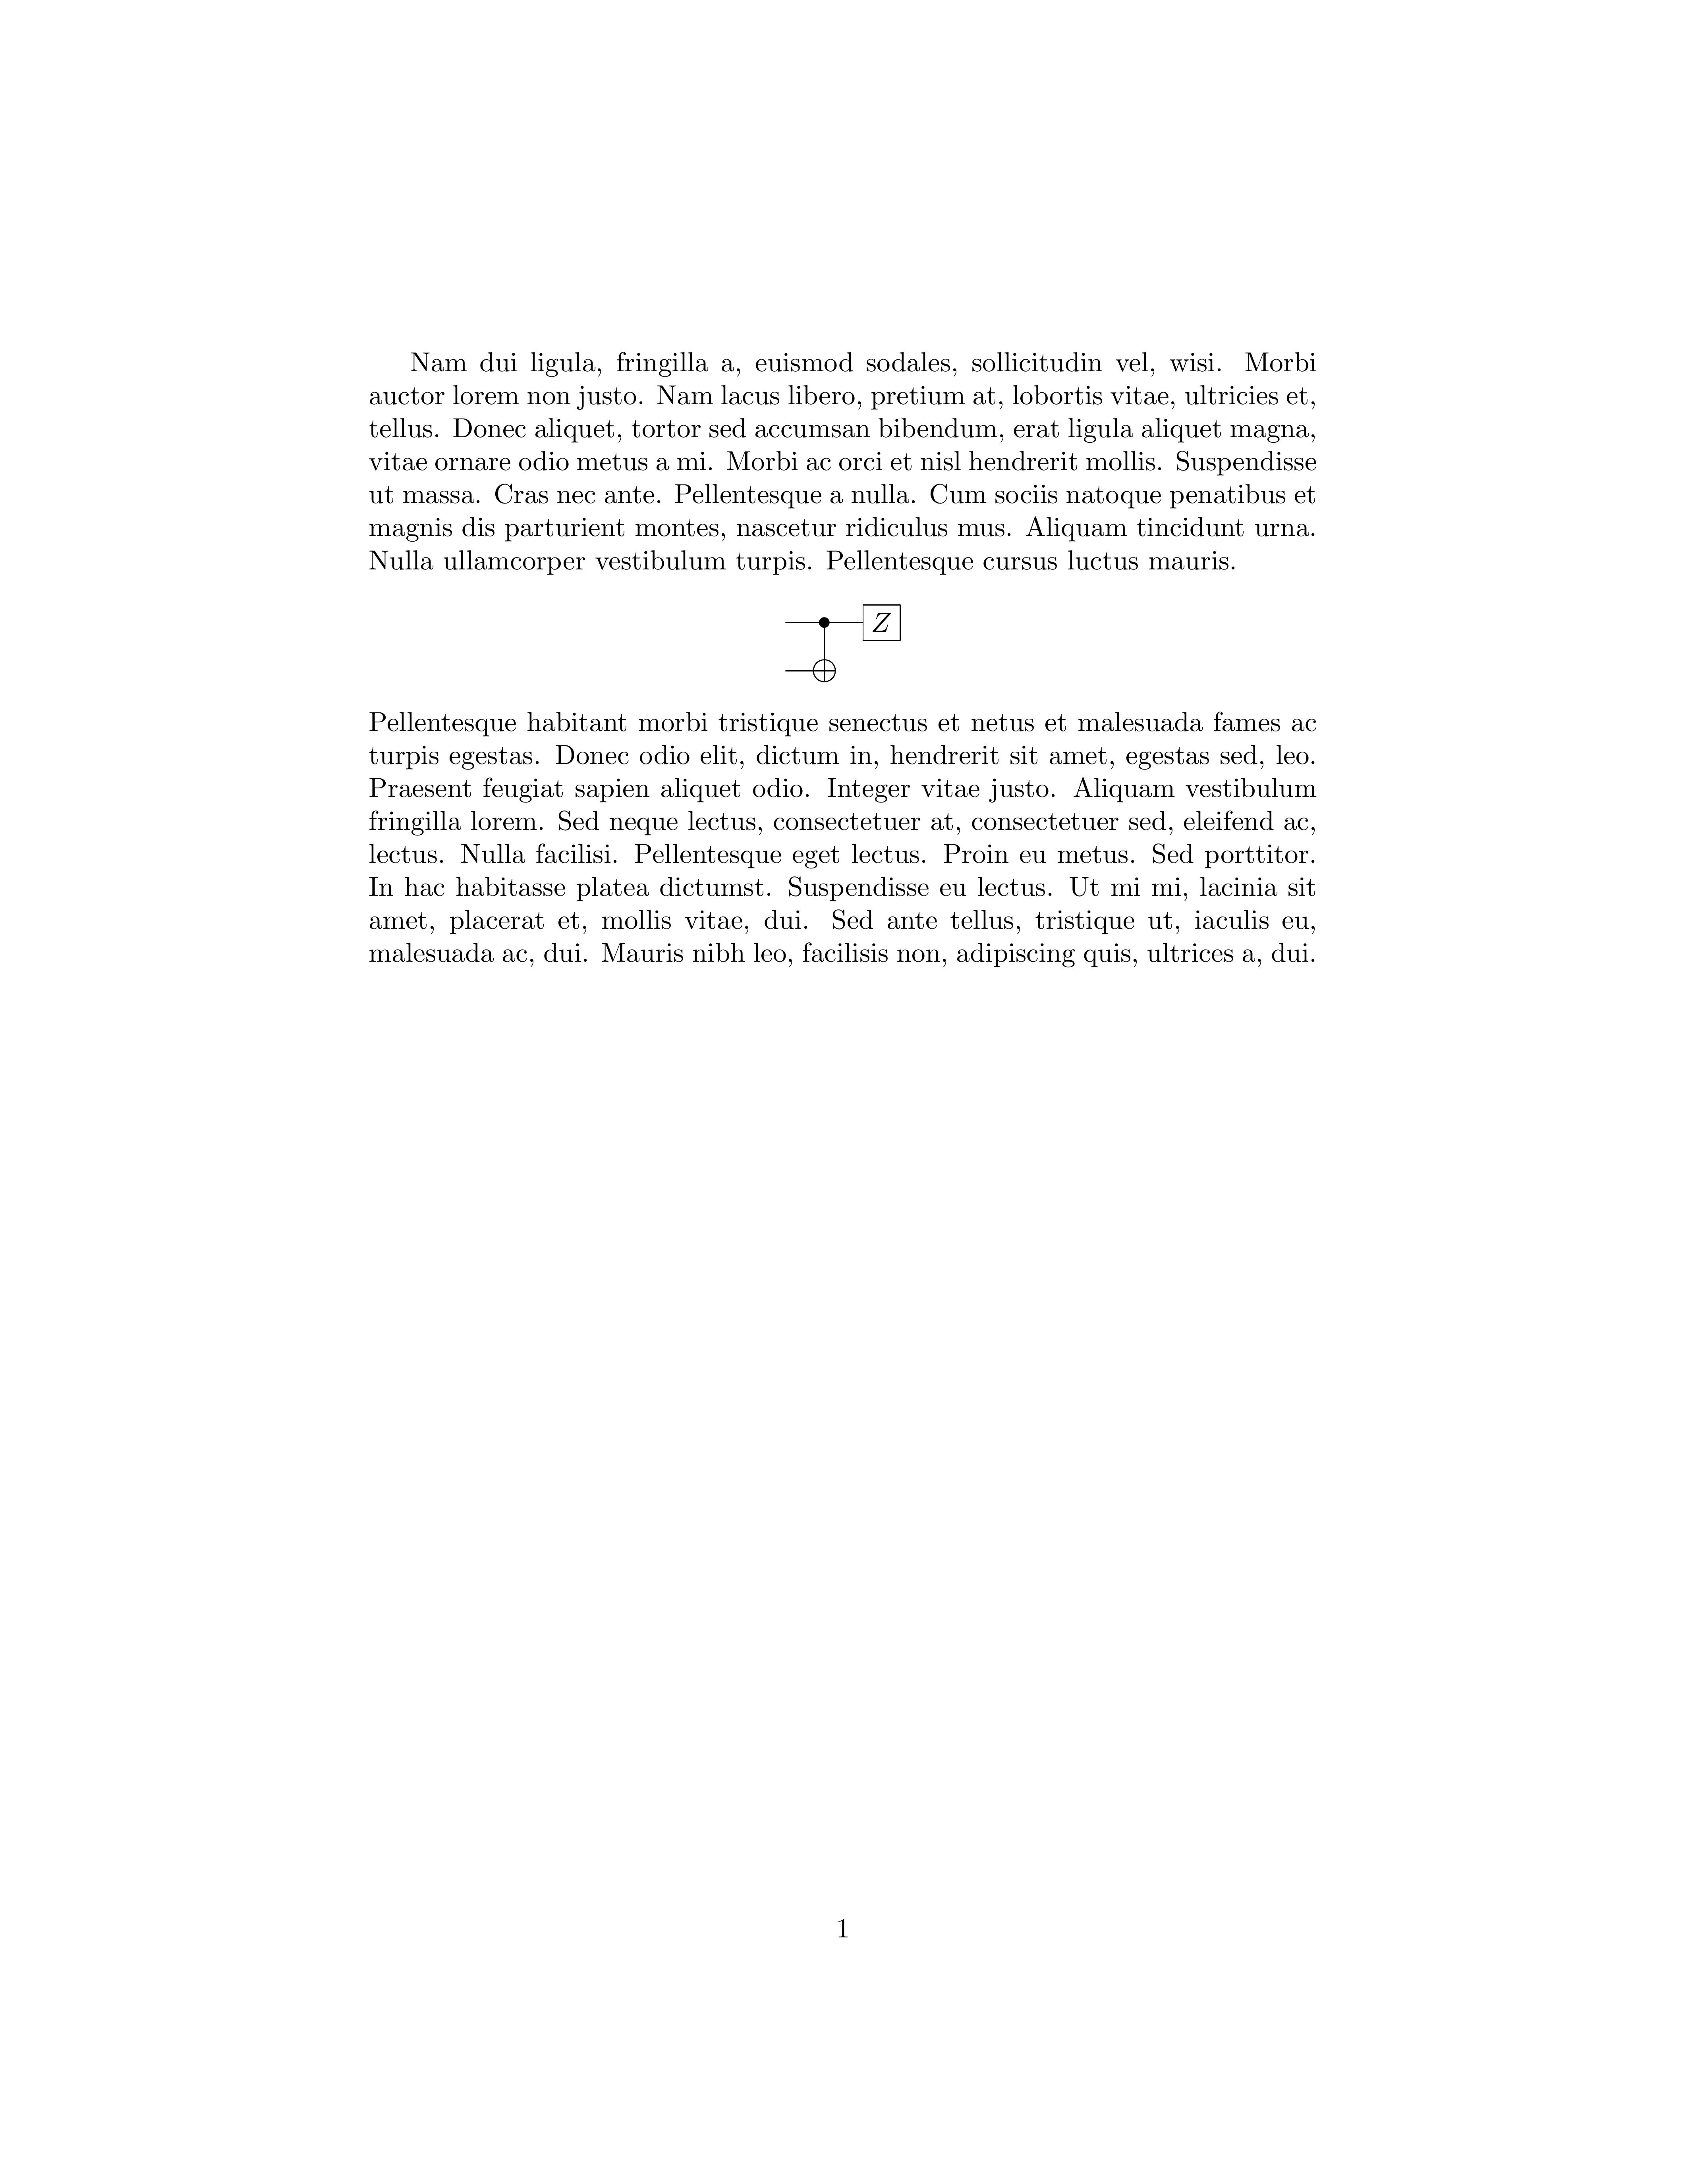 Nam dui ligula, fringilla a, euismod sodales, sollicitudin vel, wisi. Morbi
auctor lorem non justo. Nam lacus libero, pretium at, lobortis vitae, ultricies et,
tellus. Donec aliquet, tortor sed accumsan bibendum, erat ligula aliquet magna,
vitae ornare odio metus a mi. Morbi ac orci et nisl hendrerit mollis. Suspendisse
ut massa. Cras nec ante. Pellentesque a nulla. Cum sociis natoque penatibus et
magnis dis parturient montes, nascetur ridiculus mus. Aliquam tincidunt urna.
Nulla ullamcorper vestibulum turpis. Pellentesque cursus luctus mauris.
Z
Pellentesque habitant morbi tristique senectus et netus et malesuada fames ac
turpis egestas. Donec odio elit, dictum in, hendrerit sit amet, egestas sed, leo.
Praesent feugiat sapien aliquet odio. Integer vitae justo. Aliquam vestibulum
fringilla lorem. Sed neque lectus, consectetuer at, consectetuer sed, eleifend ac,
lectus. Nulla facilisi. Pellentesque eget lectus. Proin eu metus. Sed porttitor.
In hac habitasse platea dictumst. Suspendisse eu lectus. Ut mi mi, lacinia sit
amet, placerat et, mollis vitae, dui. Sed ante tellus, tristique ut, iaculis eu,
malesuada ac, dui. Mauris nibh leo, facilisis non, adipiscing quis, ultrices a, dui.
1